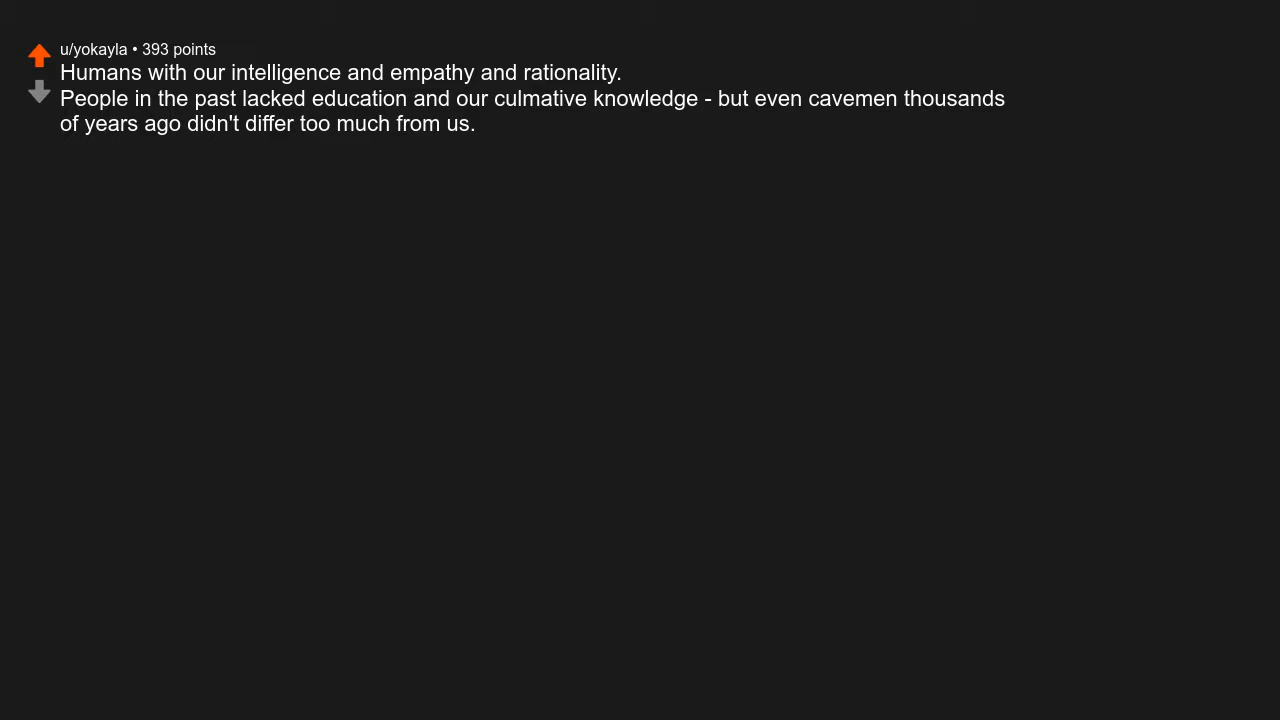 u/yokayla • 393 points
Humans with our intelligence and empathy and rationality.
People in the past lacked education and our culmative knowledge - but even cavemen thousands
of years ago didn't differ too much from us.